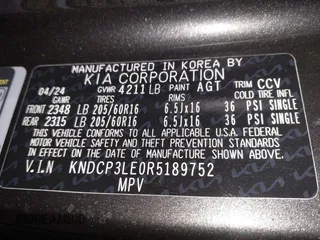 MANUFACTURED IN KOREA BY
KIA CORPORATION
04/24 GVWR 4211 LB PAINT AGT TRIM CCV
GAWR TIRES RIMS COLD TIRE INFLATION
FRONT 2348 LB 205/60R16 6.5Jx16 36 PSI SINGLE
REAR 2315 LB 205/60R16 6.5Jx16 36 PSI SINGLE
THIS VEHICLE CONFORMS TO ALL APPLICABLE U.S.A. FEDERAL
MOTOR VEHICLE SAFETY AND THEFT PREVENTION STANDARDS
IN EFFECT ON THE DATE OF MANUFACTURE SHOWN ABOVE.
V.I.N KNDCP3LE0R5189752
MPV